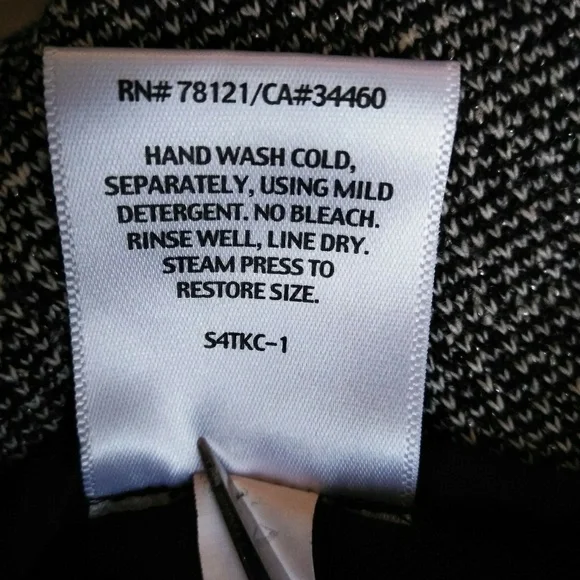 RN# 78121/CA#34460
HAND WASH COLD,
SEPARATELY, USING MILD
DETERGENT. NO BLEACH.
RINSE WELL, LINE DRY.
STEAM PRESS TO
RESTORE SIZE.
S4TKC-1